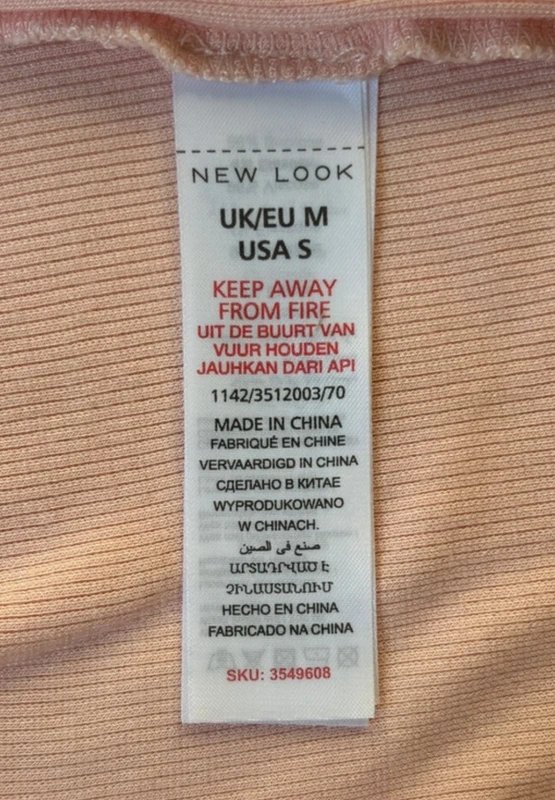 NEW LOOK
UK/EU M
USA S
KEEP AWAY
FROM FIRE
UIT DE BUURT VAN
VUUR HOUDEN
JAUHKAN DARI API
1142/3512003/70
MADE IN CHINA
FABRIQUÉ EN CHINE
VERVAARDIGD IN CHINA
СДЕЛАНО В КИТАЕ
WYPRODUKOWANO
W CHINACH.
صنع فى الصين
ԱՐՏԱԴՐՎԱԾ Է
ՉԻՆԱՍՏԱՆՈՒՄ
HECHO EN CHINA
FABRICADO NA CHINA
SKU: 3549608